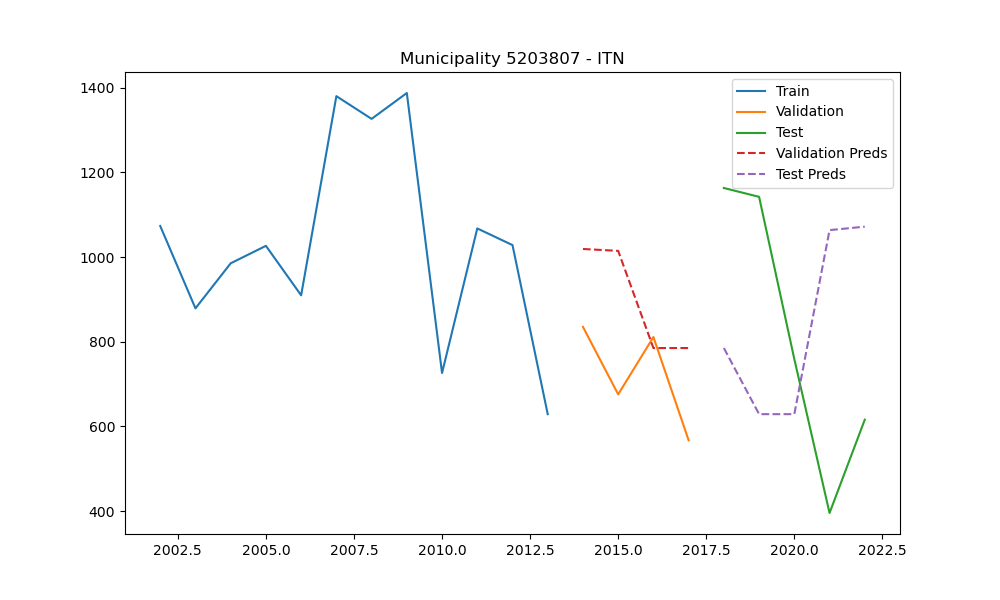 Municipality 5203807 - ITN
Train
Validation
Test
Validation Preds
Test Preds
1400
1200
1000
800
600
400
2002.5 2005.0 2007.5 2010.0 2012.5 2015.0 2017.5 2020.0 2022.5